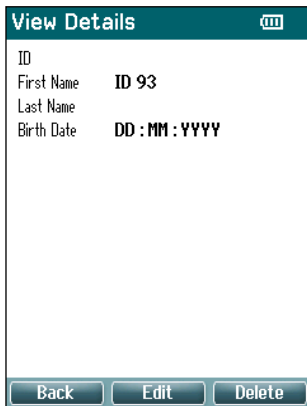 View Details
ID
First Name ID 93
Last Name
Birth Date DD : MM : YYYY
Back Edit Delete